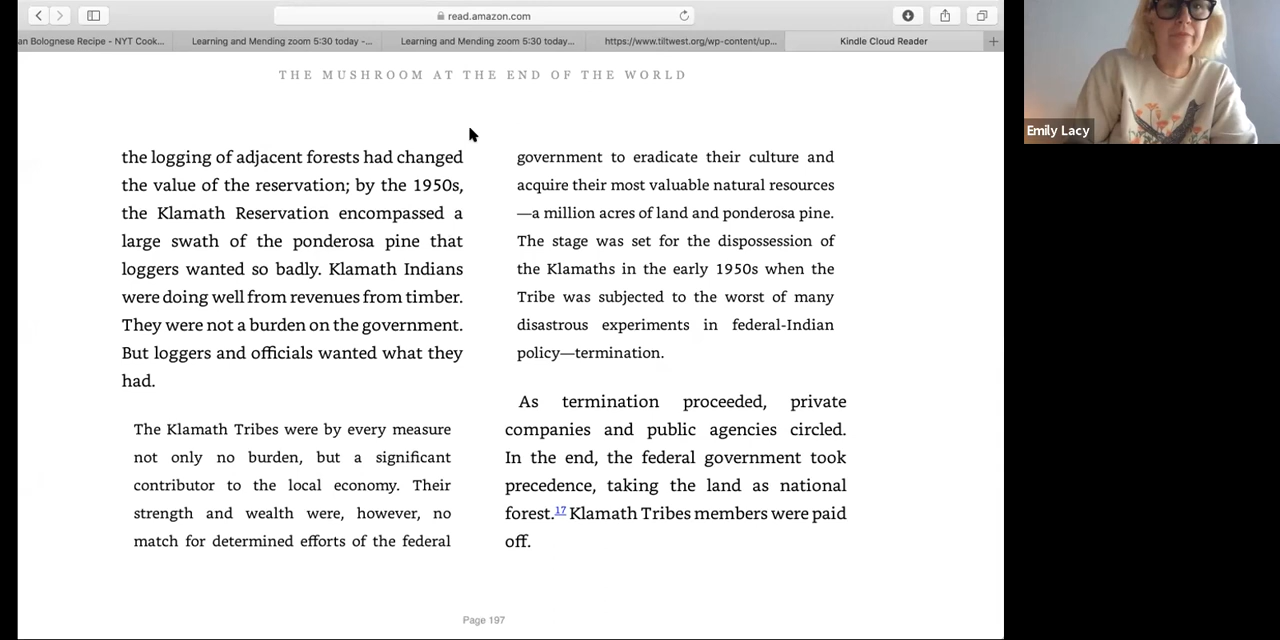 read.amazon.com
an Bolognese Recipe - NYT Cook...
Learning and Mending zoom 5:30 today -...
Learning and Mending zoom 5:30 today...
https://www.tiltwest.org/wp-content/up...
Kindle Cloud Reader
THE MUSHROOM AT THE END OF THE WORLD
the logging of adjacent forests had changed
the value of the reservation; by the 1950s,
the Klamath Reservation encompassed a
large swath of the ponderosa pine that
loggers wanted so badly. Klamath Indians
were doing well from revenues from timber.
They were not a burden on the government.
But loggers and officials wanted what they
had.
The Klamath Tribes were by every measure
not only no burden, but a significant
contributor to the local economy. Their
strength and wealth were, however, no
match for determined efforts of the federal
government to eradicate their culture and
acquire their most valuable natural resources
—a million acres of land and ponderosa pine.
The stage was set for the dispossession of
the Klamaths in the early 1950s when the
Tribe was subjected to the worst of many
disastrous experiments in federal-Indian
policy—termination.
As termination proceeded, private
companies and public agencies circled.
In the end, the federal government took
precedence, taking the land as national
forest.17 Klamath Tribes members were paid
off.
Page 197
Emily Lacy